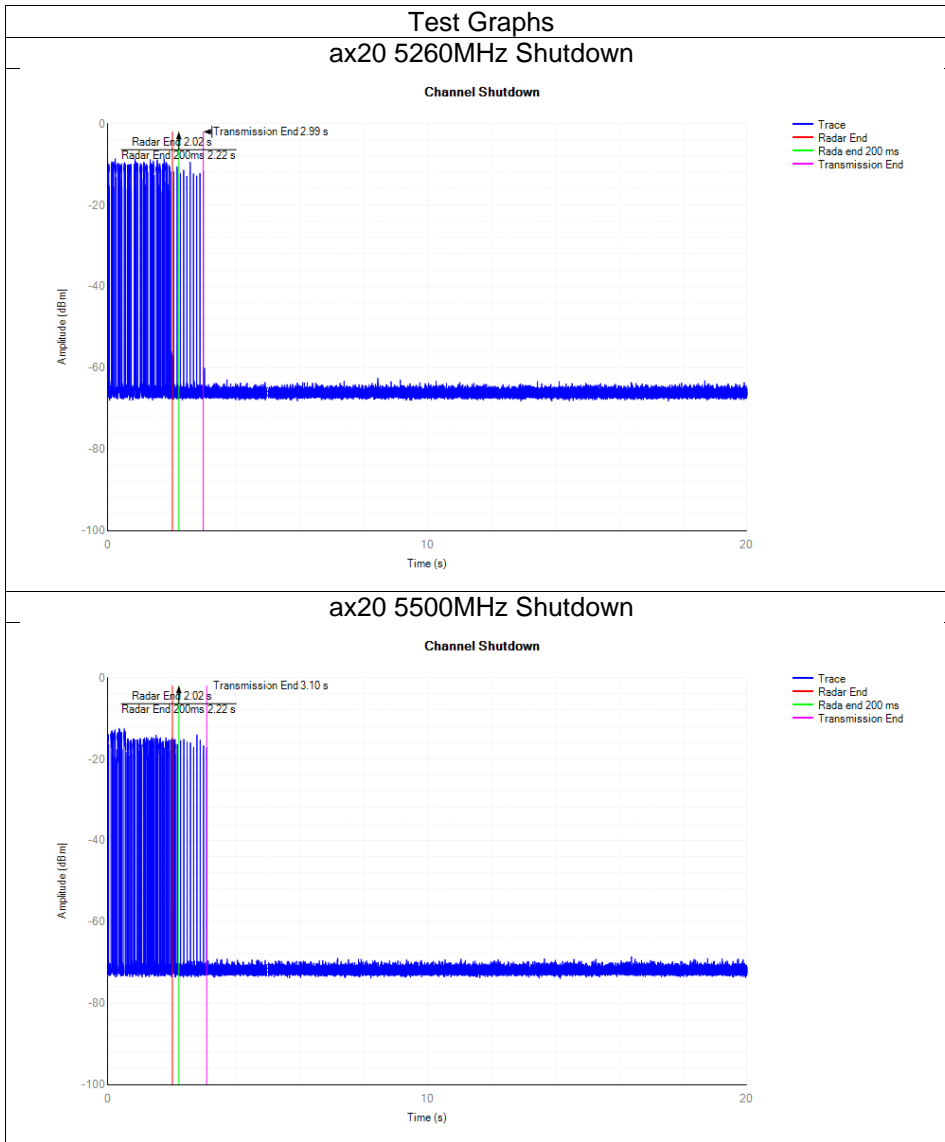 Test Graphs
ax20 5260MHz Shutdown
Channel Shutdown
Transmission End 2.99 s
Radar End 2.02 s
Radar End 200ms 2.22 s
Trace
Radar End
Rada end 200 ms
Transmission End
0
-20
-40
-60
-80
-100
Amplitude (dBm)
0 10 20
Time (s)
ax20 5500MHz Shutdown
Channel Shutdown
Transmission End 3.10 s
Radar End 2.02 s
Radar End 200ms 2.22 s
Trace
Radar End
Rada end 200 ms
Transmission End
0
-20
-40
-60
-80
-100
Amplitude (dBm)
0 10 20
Time (s)